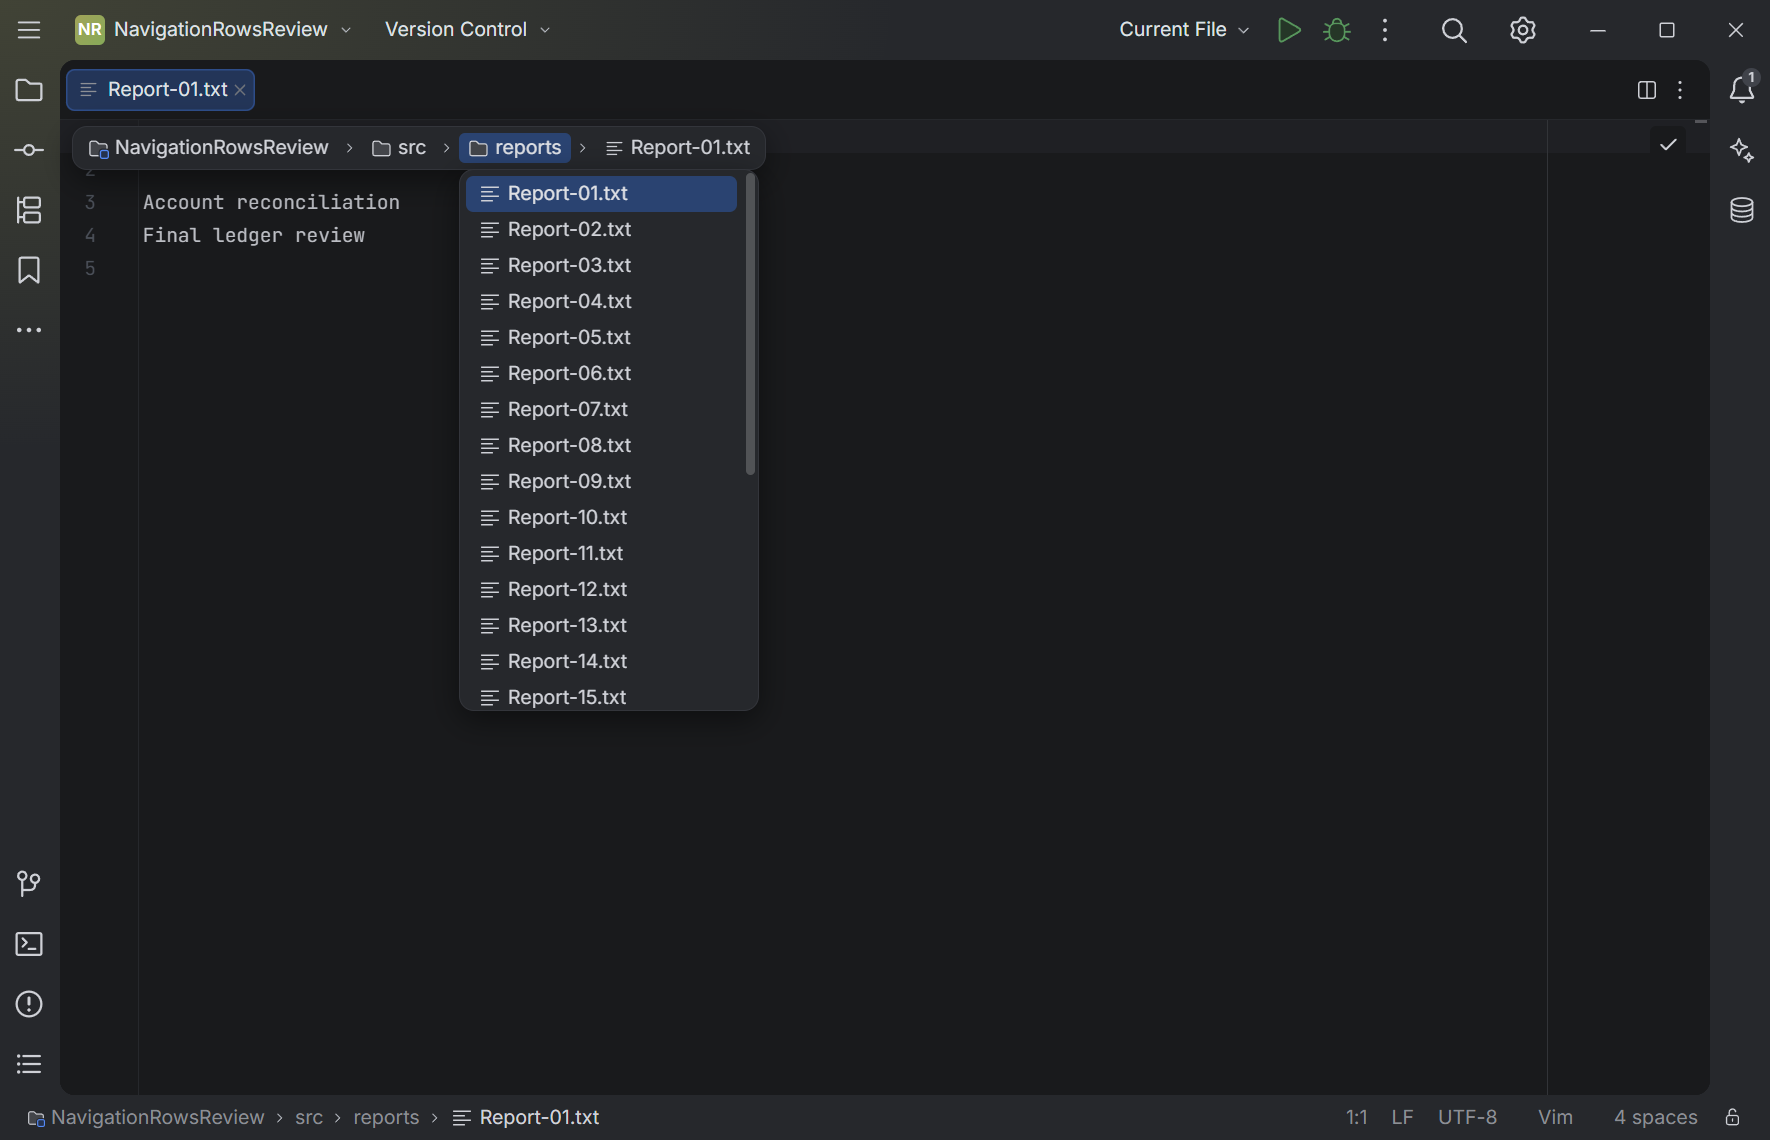 NR NavigationRowsReview Version Control Current File
Report-01.txt
1
NavigationRowsReview > src > reports > Report-01.txt
2
3 Account reconciliation
4 Final ledger review
5
Report-01.txt
Report-02.txt
Report-03.txt
Report-04.txt
Report-05.txt
Report-06.txt
Report-07.txt
Report-08.txt
Report-09.txt
Report-10.txt
Report-11.txt
Report-12.txt
Report-13.txt
Report-14.txt
Report-15.txt
NavigationRowsReview > src > reports > Report-01.txt 1:1 LF UTF-8 Vim 4 spaces